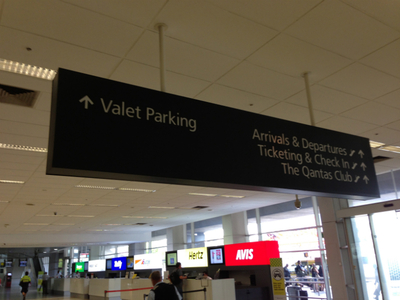 Valet Parking
Arrivals & Departures
Ticketing & Check In
The Qantas Club
Hertz
AVIS